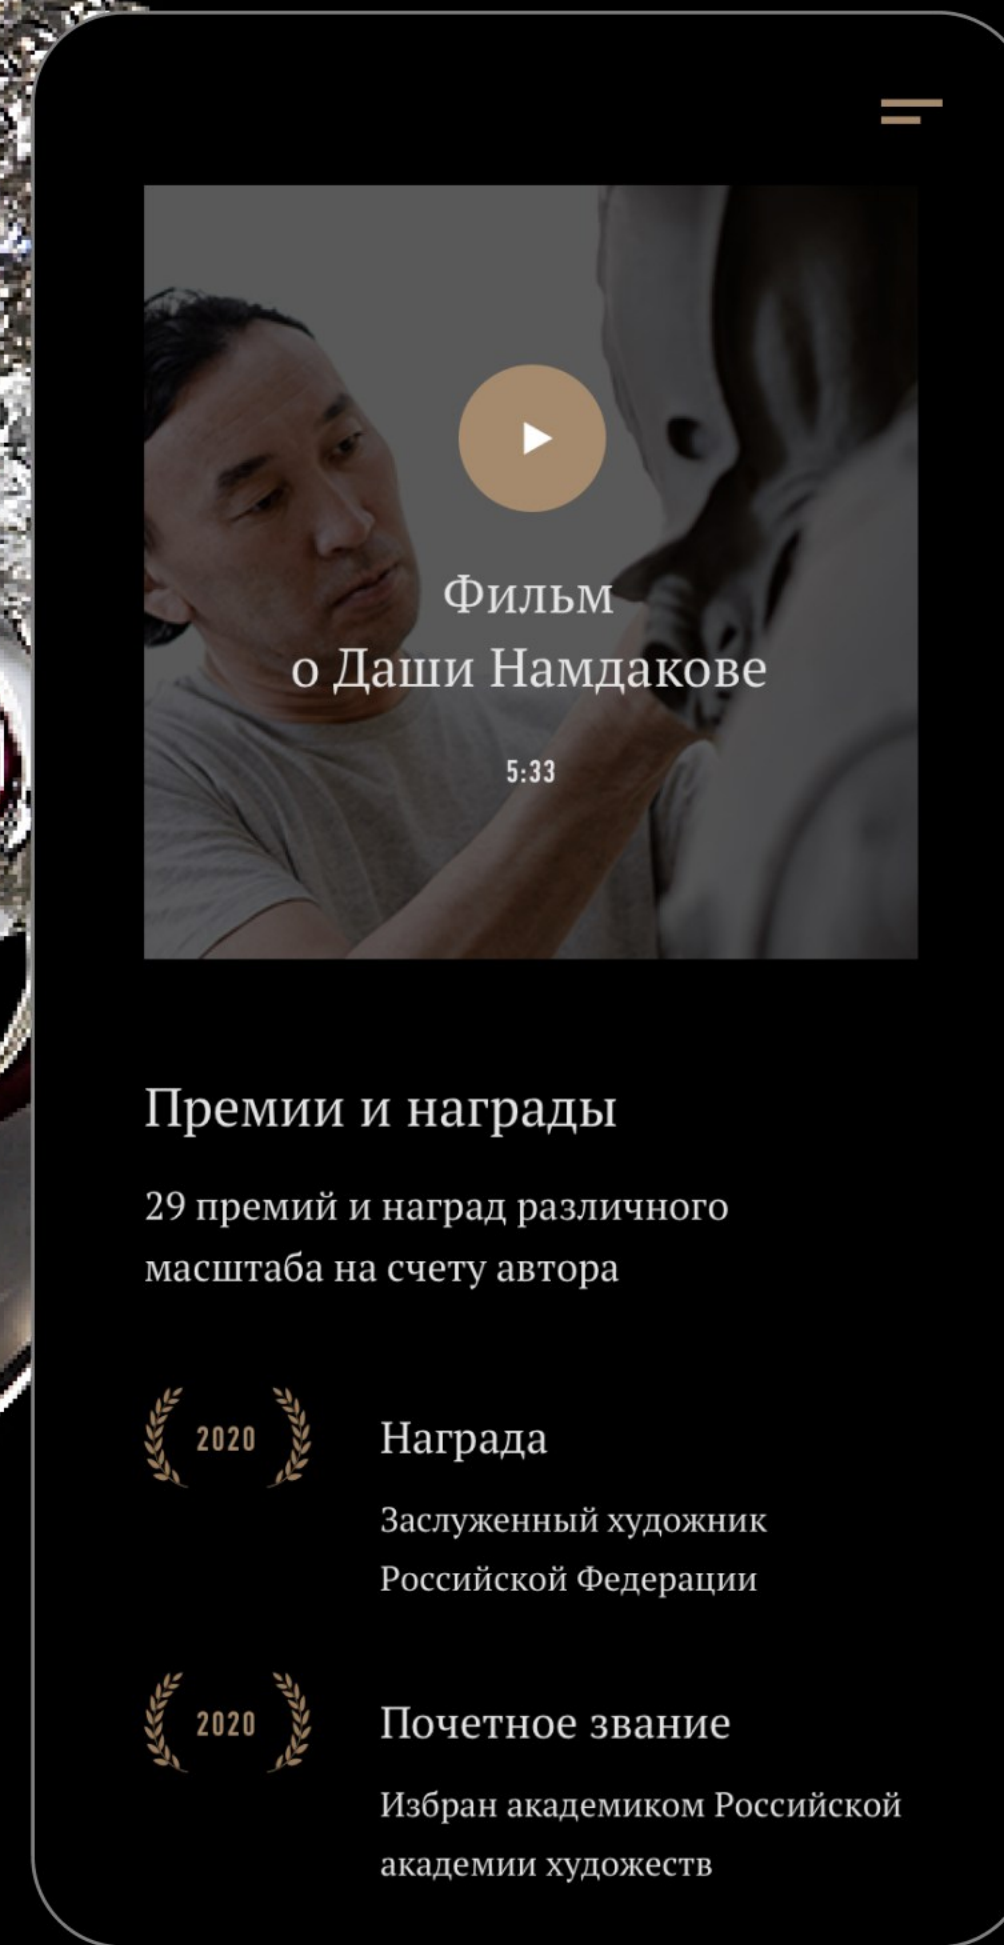 Фильм
о Даши Намдакове
5:33
Премии и награды
29 премий и наград различного
масштаба на счету автора
2020
Награда
Заслуженный художник
Российской Федерации
2020
Почетное звание
Избран академиком Российской
академии художеств